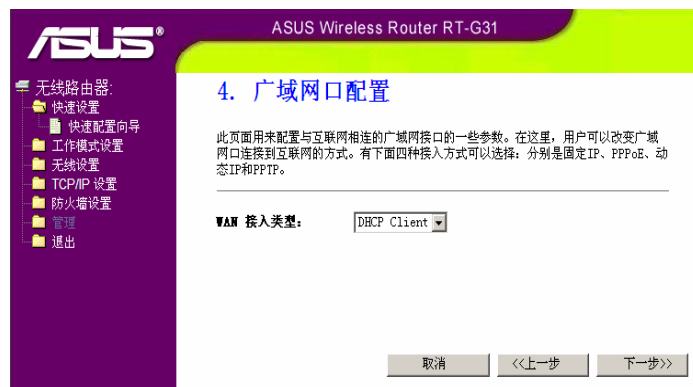 ASUS Wireless Router RT-G31
/SUS®
无线路由器:
快速设置
快速配置向导
工作模式设置
无线设置
TCP/IP 设置
防火墙设置
管理
退出
4. 广域网口配置
此页面用来配置与互联网相连的广域网接口的一些参数。在这里，用户可以改变广域
网口连接到互联网的方式。有下面四种接入方式可以选择：分别是固定IP、PPPoE、动
态IP和PPTP。
WAN 接入类型：
DHCP Client
取消
<<上一步
下一步>>